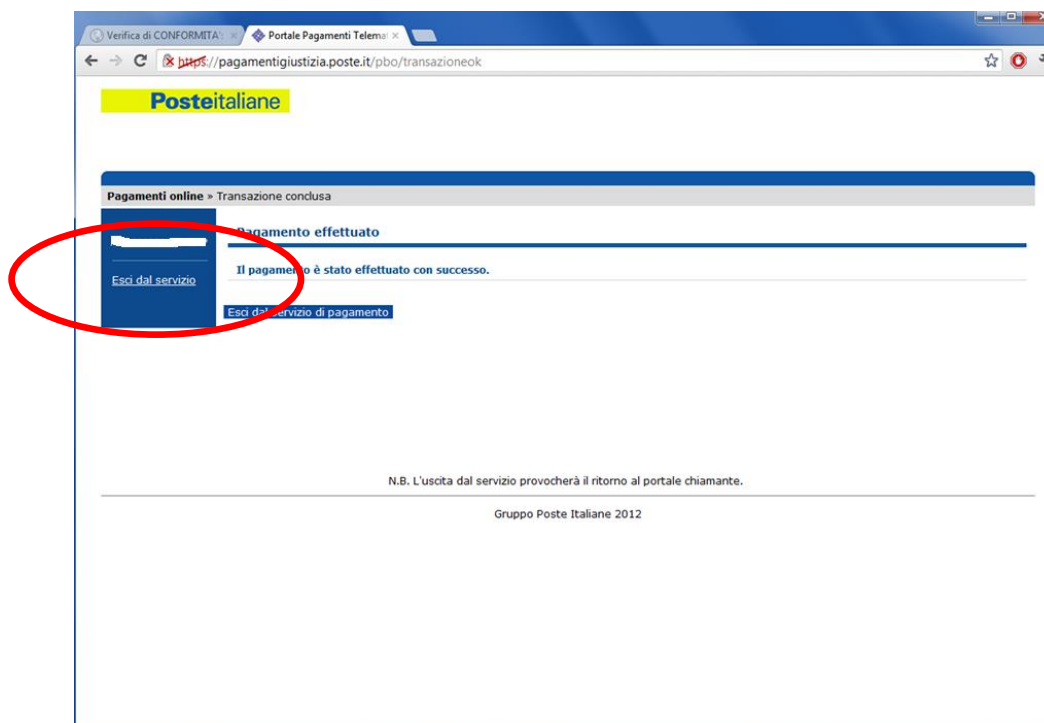 Verifica di CONFORMITA'
Portale Pagamenti Telemat
https://pagamentigiustizia.poste.it/pbo/transazioneok
Posteitaliane
Pagamenti online » Transazione conclusa
Pagamento effettuato
Esci dal servizio
Il pagamento è stato effettuato con successo.
Esci dal servizio di pagamento
N.B. L'uscita dal servizio provocherà il ritorno al portale chiamante.
Gruppo Poste Italiane 2012